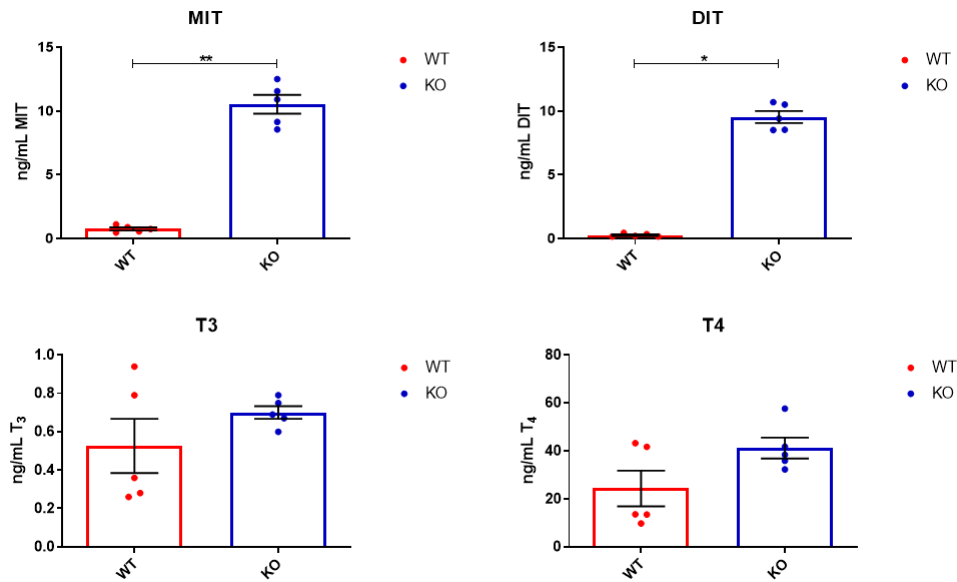 MIT
15
10
5
0
ng/mL MIT
**
WT
KO
WT
KO
DIT
15
10
5
0
ng/mL DIT
*
WT
KO
WT
KO
T3
1.0
0.8
0.6
0.4
0.2
0.0
ng/mL T₃
WT
KO
WT
KO
T4
80
60
40
20
0
ng/mL T₄
WT
KO
WT
KO